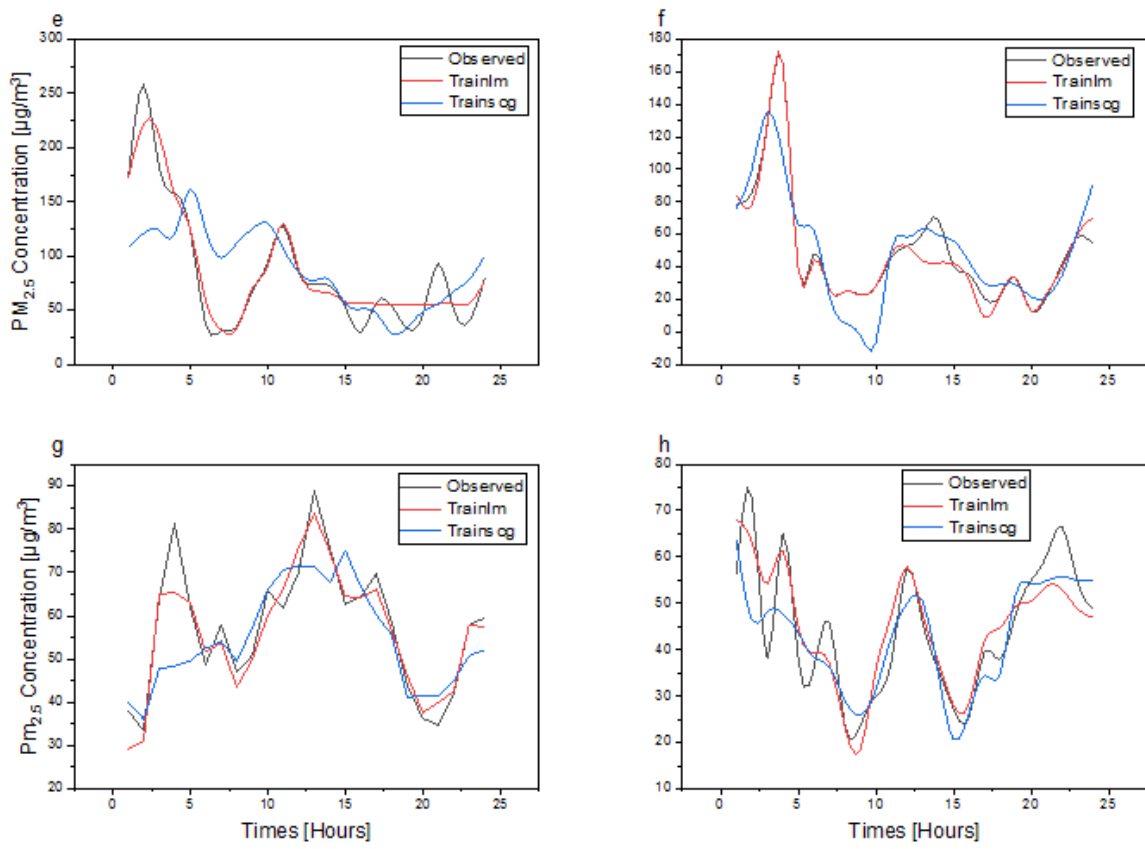 e
300
250
200
150
100
50
0
PM2.5 Concentration [µg/m³]
Observed
Trainlm
Trainscg
0 5 10 15 20 25
f
180
160
140
120
100
80
60
40
20
0
-20
Observed
Trainlm
Trainscg
0 5 10 15 20 25
g
90
80
70
60
50
40
30
20
Pm2.5 Concentration [µg/m³]
Observed
Trainlm
Trainscg
0 5 10 15 20 25
Times [Hours]
h
80
70
60
50
40
30
20
10
Observed
Trainlm
Trainscg
0 5 10 15 20 25
Times [Hours]